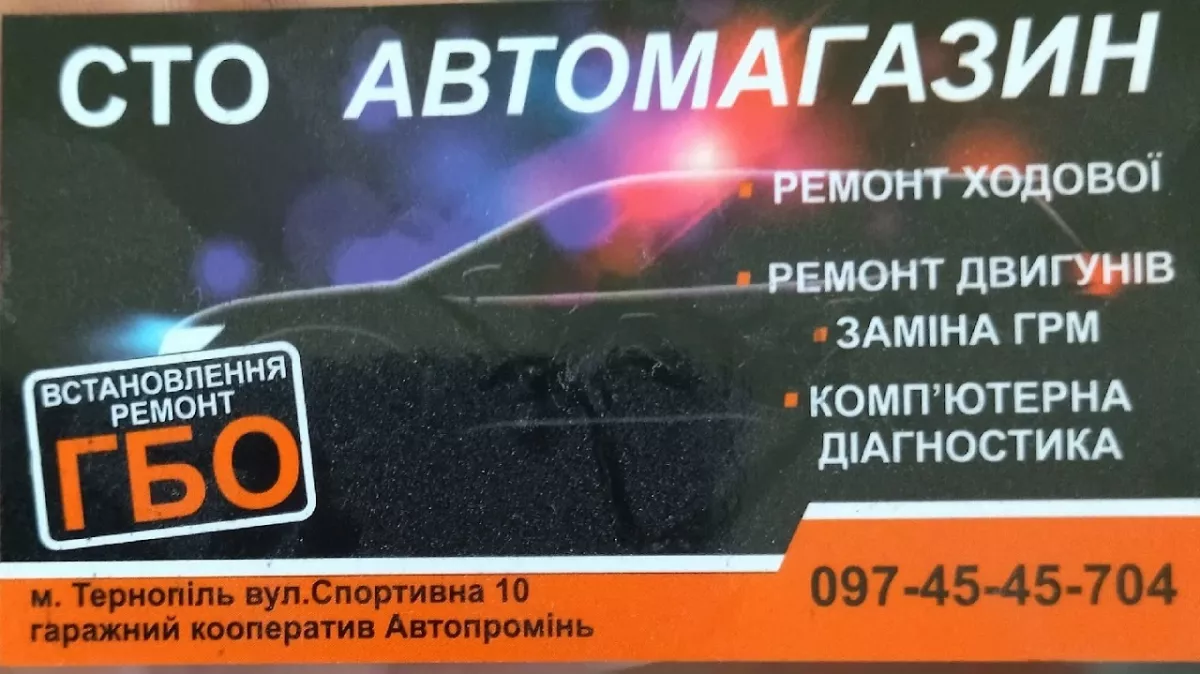 СТО АВТОМАГАЗИН
РЕМОНТ ХОДОВОЇ
РЕМОНТ ДВИГУНІВ
ЗАМІНА ГРМ
КОМП'ЮТЕРНА
ДІАГНОСТИКА
ВСТАНОВЛЕННЯ
РЕМОНТ
ГБО
м. Тернопіль вул.Спортивна 10
гаражний кооператив Автопромінь
097-45-45-704